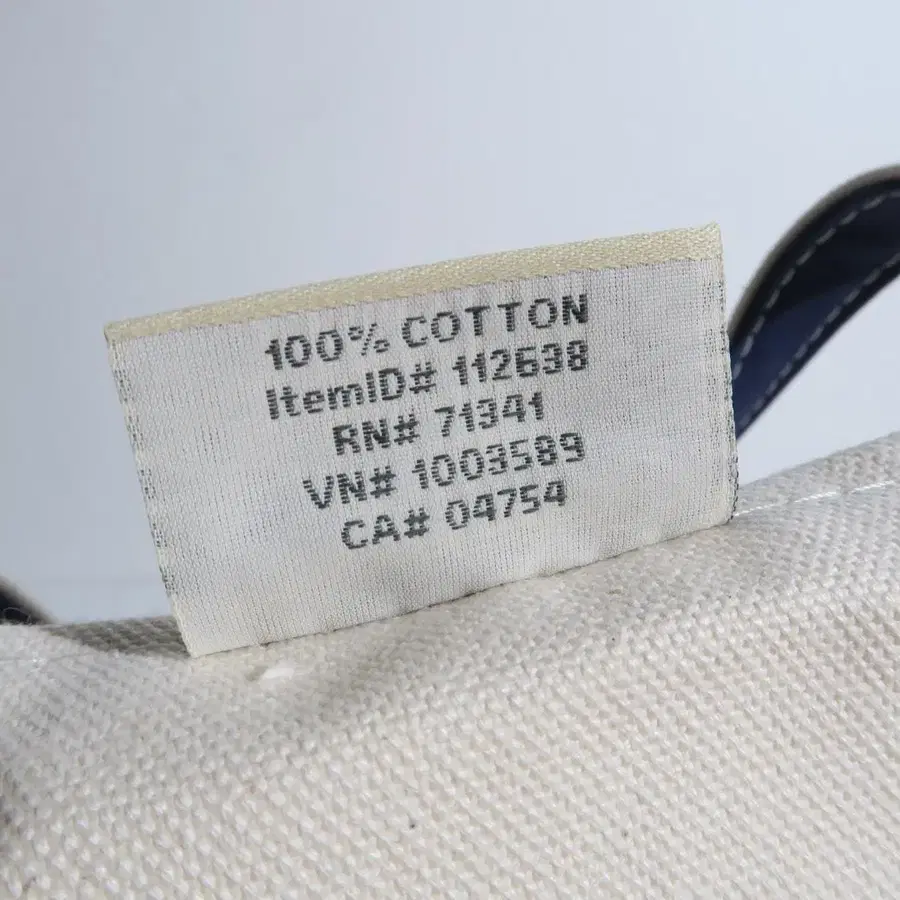 100% COTTON
ItemID# 112638
RN# 71341
VN# 1003589
CA# 04754